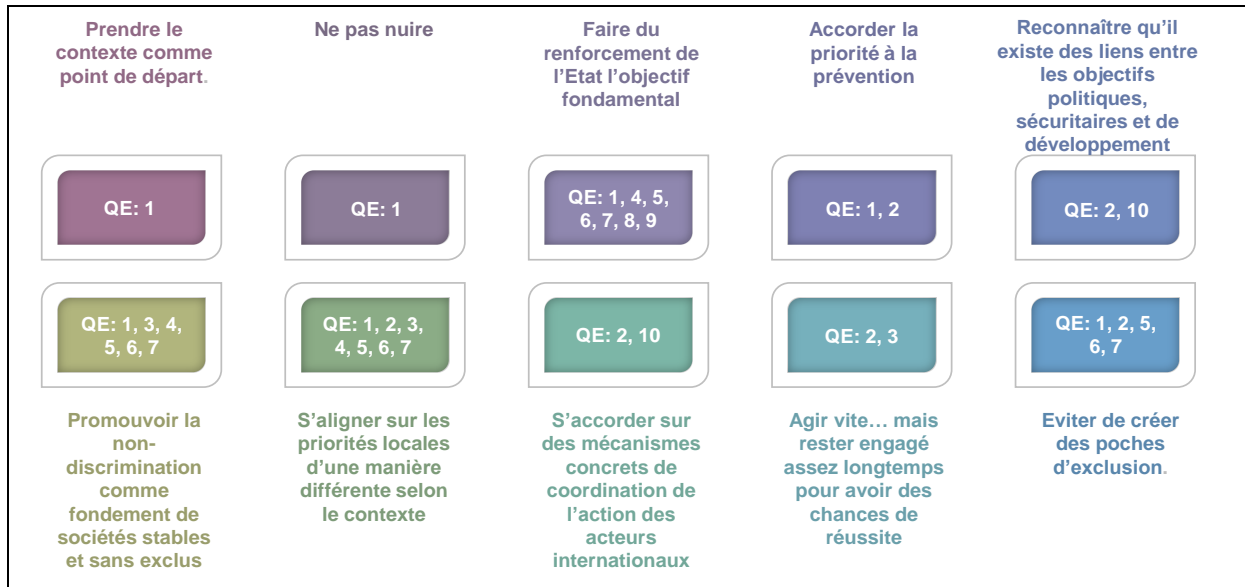 Prendre le
contexte comme
point de départ.
Ne pas nuire
Faire du
renforcement de
l’Etat l’objectif
fondamental
Accorder la
priorité à la
prévention
Reconnaître qu’il
existe des liens entre
les objectifs
politiques,
sécuritaires et de
développement
QE: 1
QE: 1
QE: 1, 4, 5,
6, 7, 8, 9
QE: 1, 2
QE: 2, 10
QE: 1, 3, 4,
5, 6, 7
QE: 1, 2, 3,
4, 5, 6, 7
QE: 2, 10
QE: 2, 3
QE: 1, 2, 5,
6, 7
Promouvoir la
non-
discrimination
comme
fondement de
sociétés stables
et sans exclus
S’aligner sur les
priorités locales
d’une manière
différente selon
le contexte
S’accorder sur
des mécanismes
concrets de
coordination de
l’action des
acteurs
internationaux
Agir vite… mais
rester engagé
assez longtemps
pour avoir des
chances de
réussite
Eviter de créer
des poches
d’exclusion.